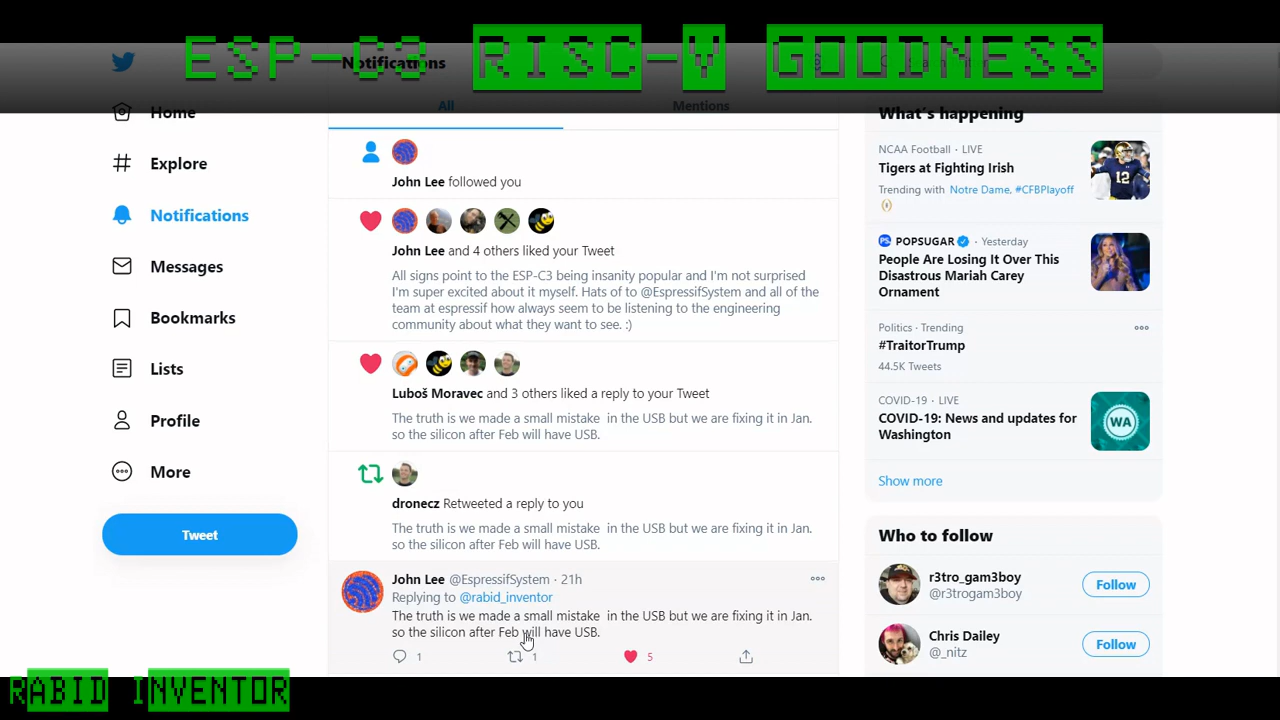 ESP-C3 RISC-V GOODNESS
Notifications
All
Mentions
Home
Explore
Notifications
Messages
Bookmarks
Lists
Profile
More
Tweet
John Lee followed you
John Lee and 4 others liked your Tweet
All signs point to the ESP-C3 being insanity popular and I'm not surprised
I'm super excited about it myself. Hats of to @EspressifSystem and all of the
team at espressif how always seem to be listening to the engineering
community about what they want to see. :)
Luboš Moravec and 3 others liked a reply to your Tweet
The truth is we made a small mistake in the USB but we are fixing it in Jan.
so the silicon after Feb will have USB.
dronecz Retweeted a reply to you
The truth is we made a small mistake in the USB but we are fixing it in Jan.
so the silicon after Feb will have USB.
John Lee @EspressifSystem · 21h
Replying to @rabid_inventor
The truth is we made a small mistake in the USB but we are fixing it in Jan.
so the silicon after Feb will have USB.
1
1
5
What's happening
NCAA Football · LIVE
Tigers at Fighting Irish
Trending with Notre Dame, #CFBPlayoff
12
POPSUGAR · Yesterday
People Are Losing It Over This
Disastrous Mariah Carey
Ornament
Politics · Trending
#TraitorTrump
44.5K Tweets
COVID-19 · LIVE
COVID-19: News and updates for
Washington
WA
Show more
Who to follow
r3tro_gam3boy
@r3trogam3boy
Follow
Chris Dailey
@_nitz
Follow
RABID INVENTOR